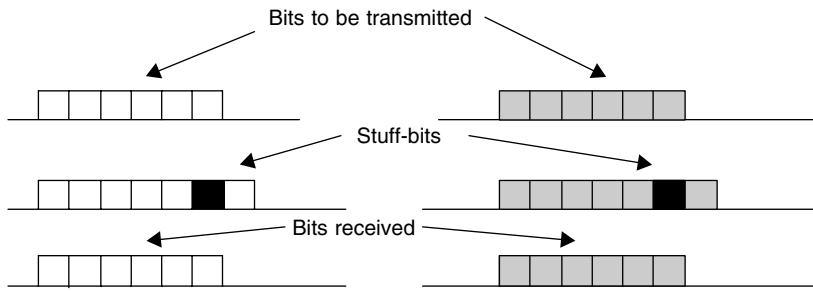 Bits to be transmitted
Stuff-bits
Bits received